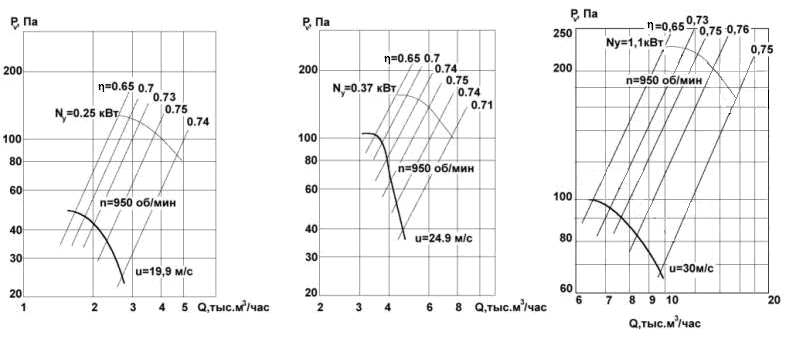 Pᵥ, Па
200
100
80
60
40
30
20
1 2 3 4 5
Q,тыс.м³/час
η=0.65 0.7
0.73
0.75
0.74
Nу=0.25 кВт
n=950 об/мин
u=19,9 м/с
Pᵥ, Па
200
100
80
60
40
30
20
2 3 4 6 8
Q,тыс.м³/час
η=0.65 0.7
0.74
0.75
0.74
0.71
Nу=0.37 кВт
n=950 об/мин
u=24.9 м/с
Pᵥ, Па
250
200
100
80
60
6 7 8 9 10 20
Q,тыс.м³/час
η=0,65 0,73
0,75 0,76
0,75
Nу=1,1кВт
n=950 об/мин
u=30м/с